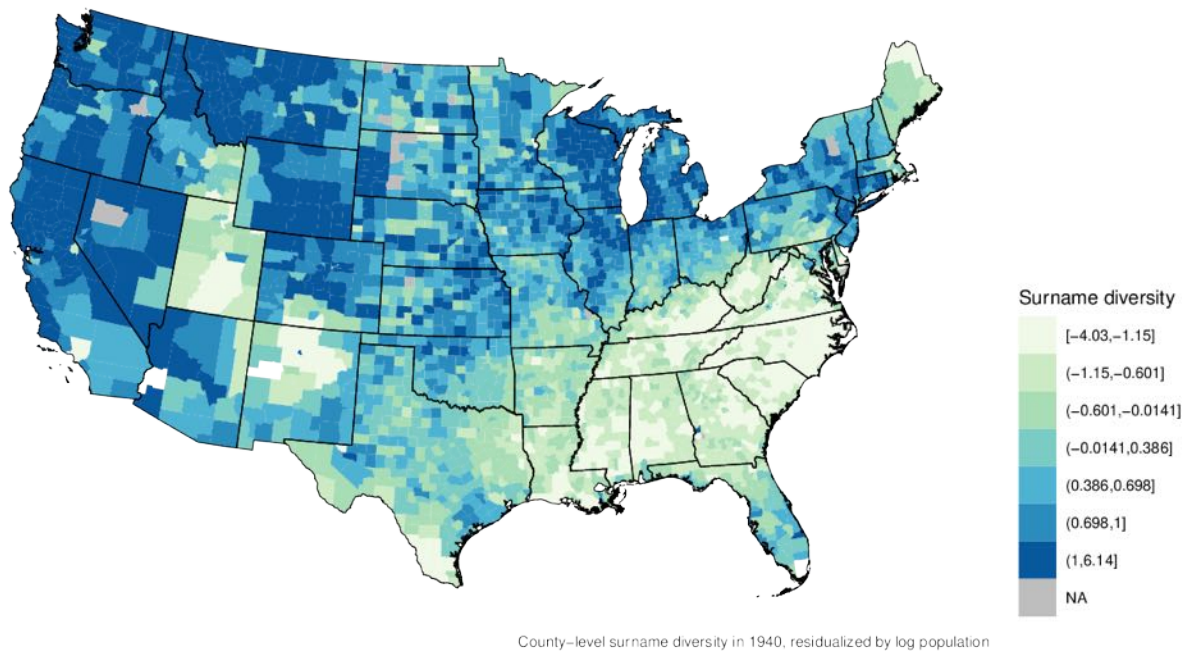 Surname diversity
[−4.03,−1.15]
(−1.15,−0.601]
(−0.601,−0.0141]
(−0.0141,0.386]
(0.386,0.698]
(0.698,1]
(1,6.14]
NA
County−level surname diversity in 1940, residualized by log population